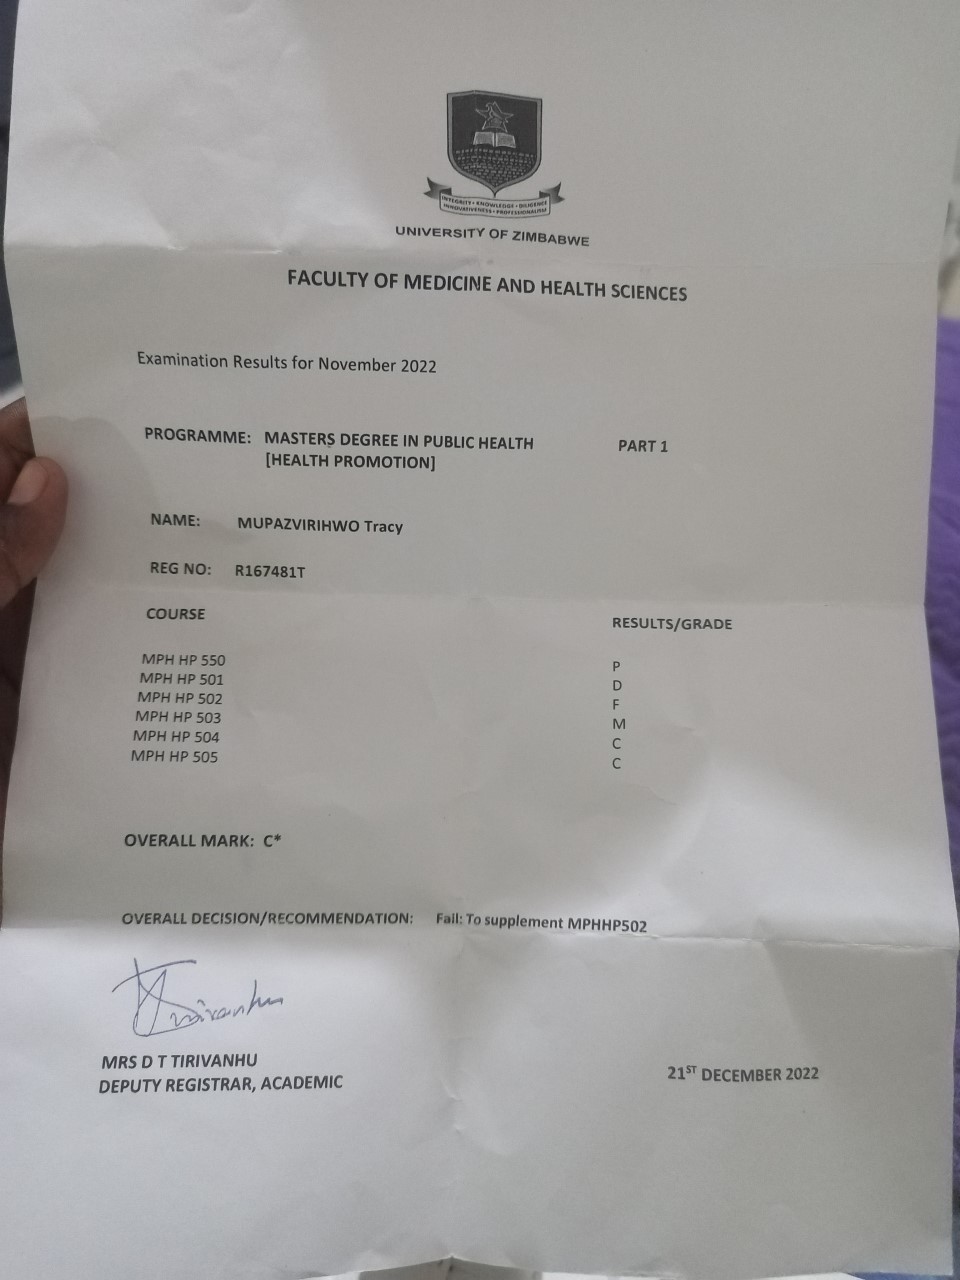 INTEGRITY • KNOWLEDGE • DILIGENCE
INNOVATIVENESS • PROFESSIONALISM
UNIVERSITY OF ZIMBABWE
FACULTY OF MEDICINE AND HEALTH SCIENCES
Examination Results for November 2022
PROGRAMME: MASTERS DEGREE IN PUBLIC HEALTH PART 1
[HEALTH PROMOTION]
NAME: MUPAZVIRIHWO Tracy
REG NO: R167481T
COURSE RESULTS/GRADE
MPH HP 550 P
MPH HP 501 D
MPH HP 502 F
MPH HP 503 M
MPH HP 504 C
MPH HP 505 C
OVERALL MARK: C*
OVERALL DECISION/RECOMMENDATION: Fail: To supplement MPHHP502
Tirivanhu
MRS D T TIRIVANHU
DEPUTY REGISTRAR, ACADEMIC
21ST DECEMBER 2022